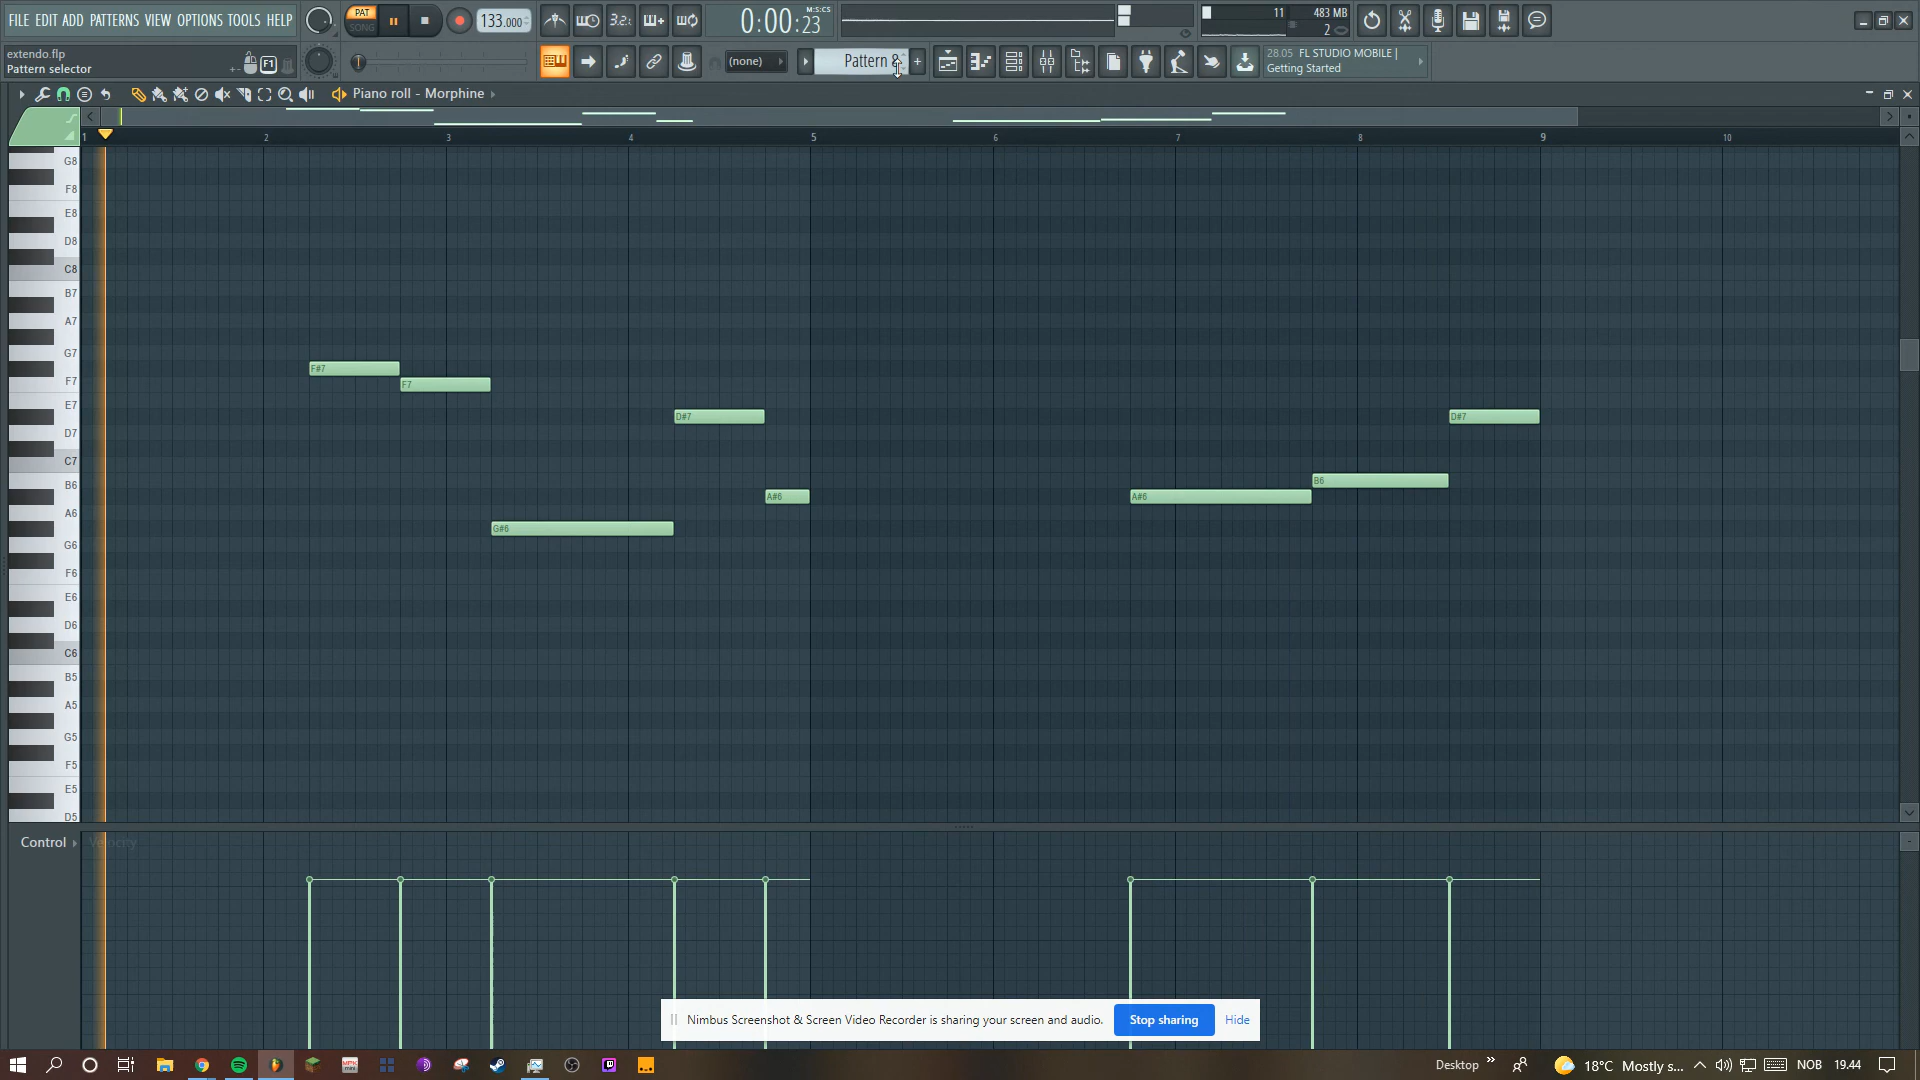 FILE EDIT ADD PATTERNS VIEW OPTIONS TOOLS HELP
PAT
SONG
133.000
3.2.
0:00:23
M:S:CS
11
483 MB
2
extendo.flp
Pattern selector
F1
(none)
Pattern 8
+
28.05 FL STUDIO MOBILE |
Getting Started
Piano roll - Morphine
1
2
3
4
5
6
7
8
9
10
G8
F8
E8
D8
C8
B7
A7
G7
F#7
F7
F7
E7
D#7
D#7
D7
C7
B6
B6
A#6
A#6
A6
G#6
G6
F6
E6
D6
C6
B5
A5
G5
F5
E5
D5
Control
Velocity
Nimbus Screenshot & Screen Video Recorder is sharing your screen and audio.
Stop sharing
Hide
Desktop
18°C Mostly s...
NOB
19.44